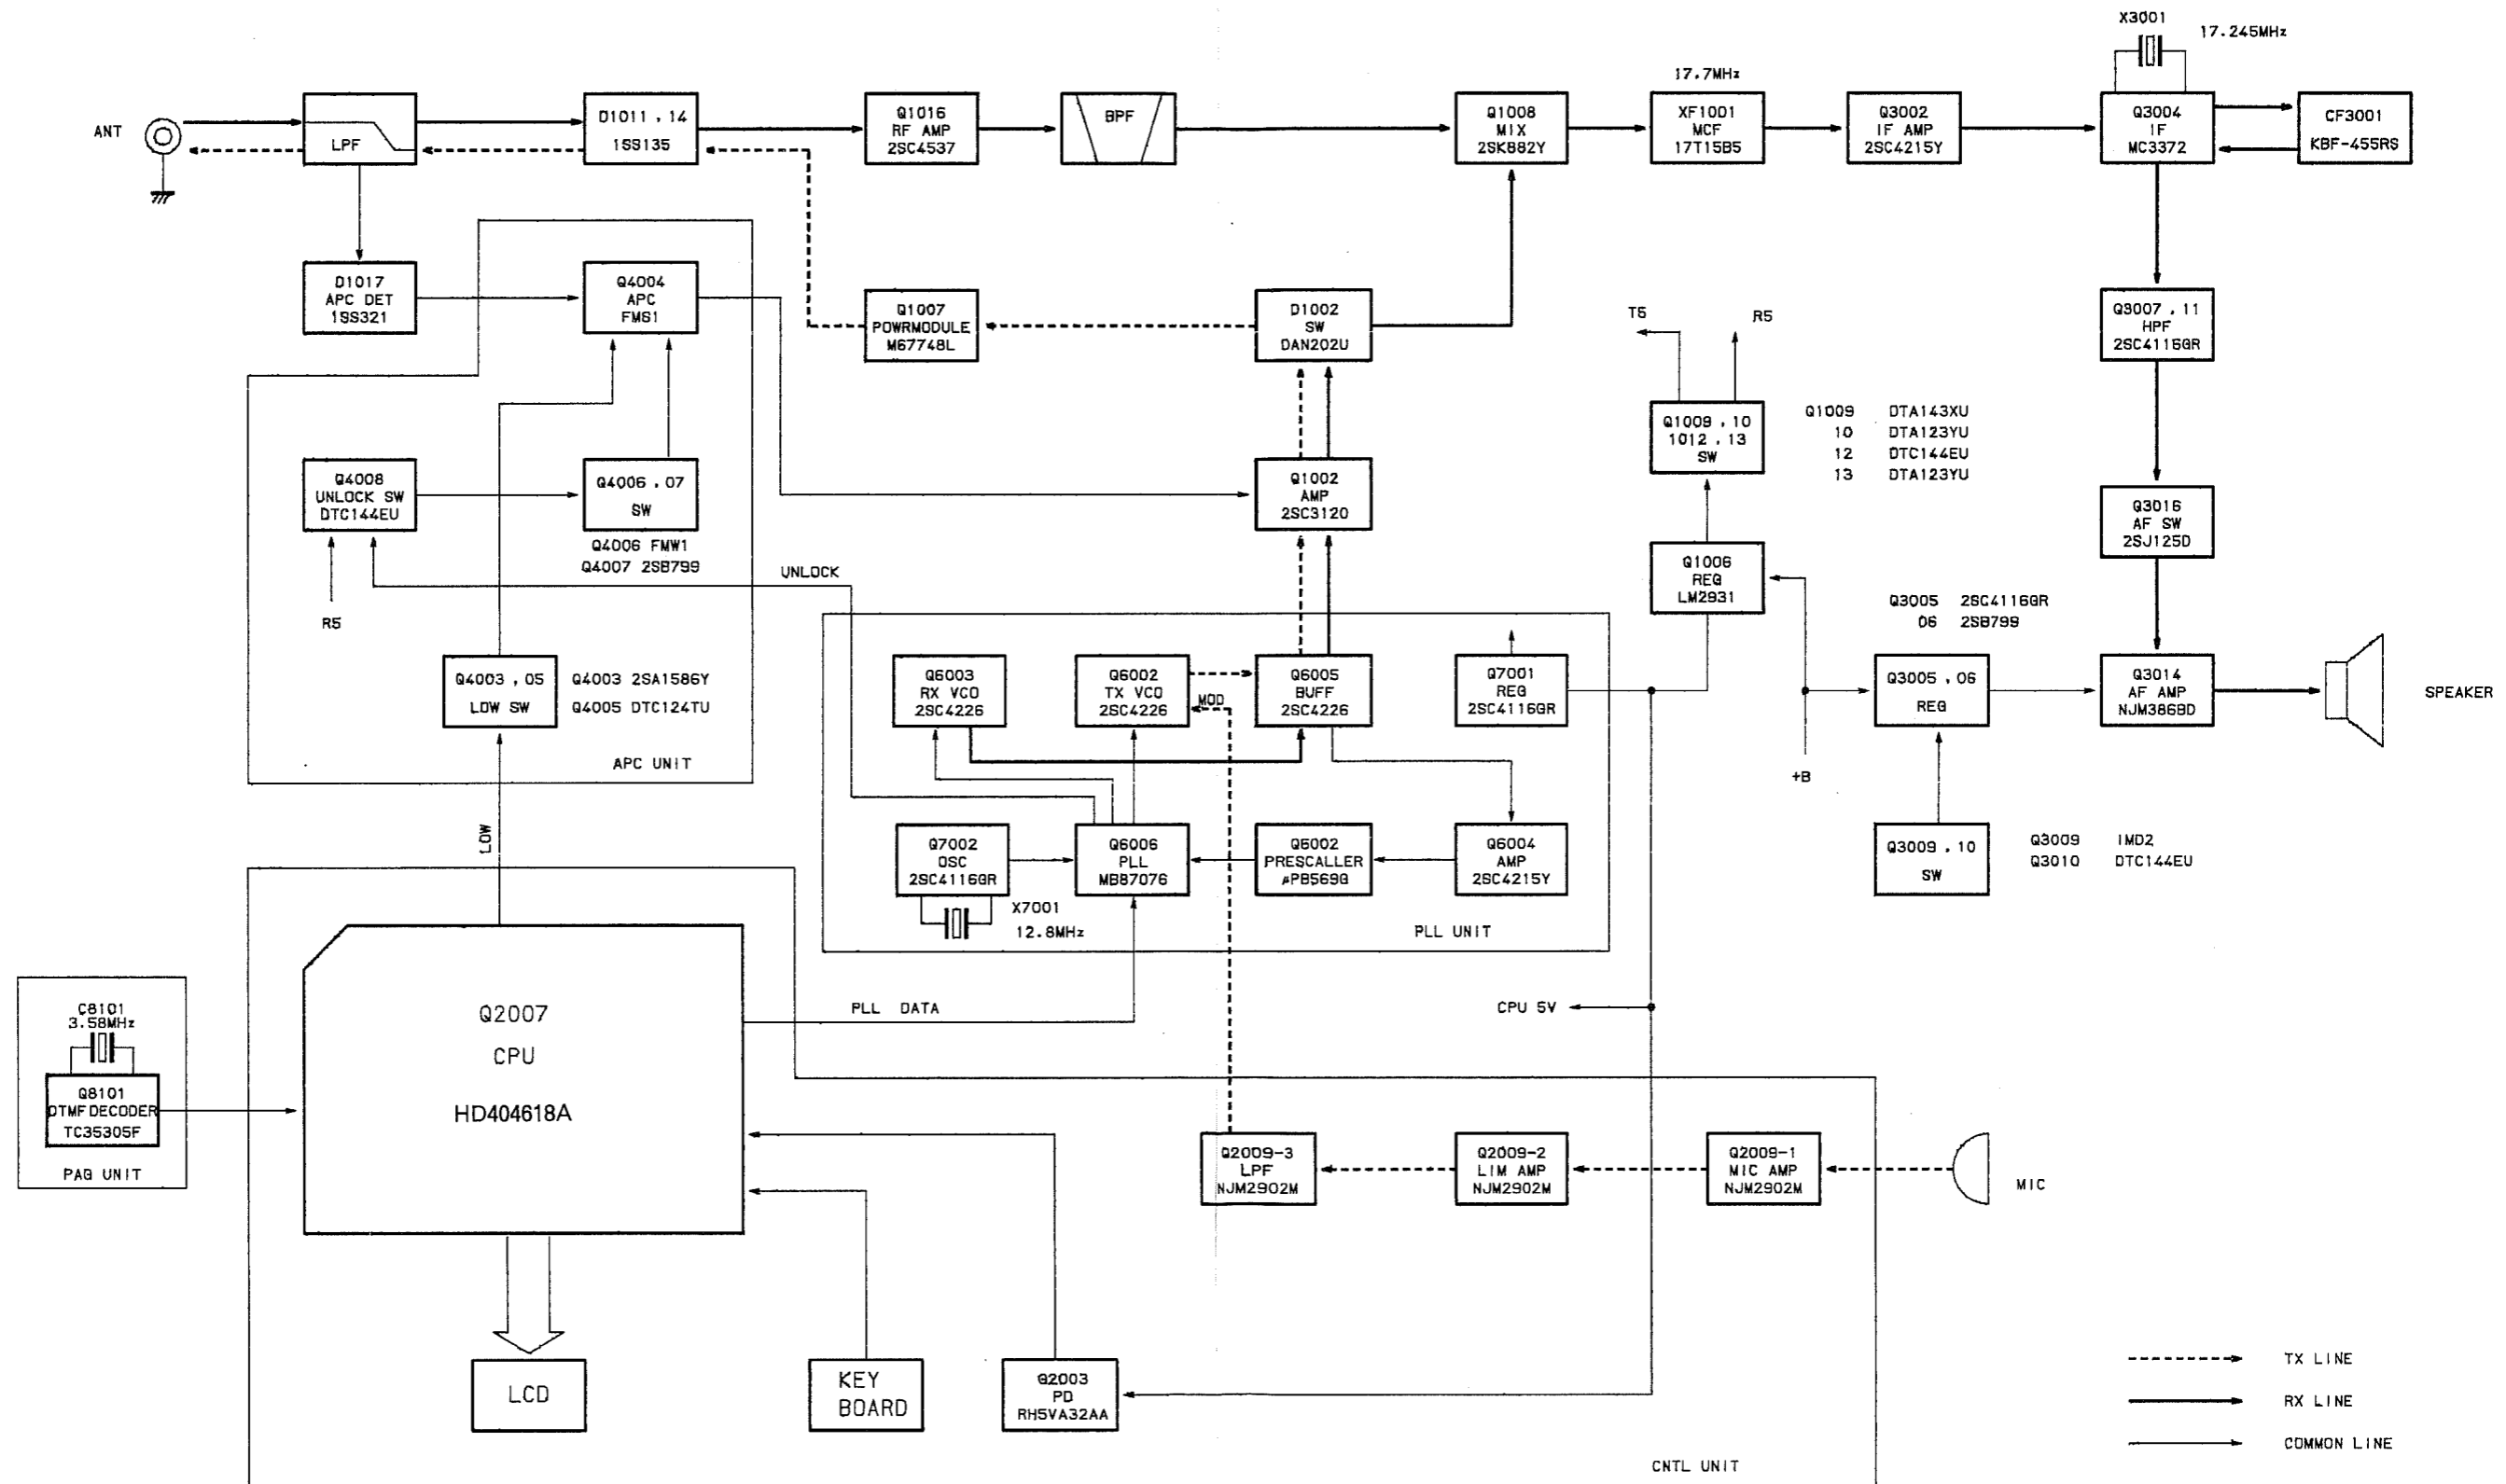 X3001
17.245MHz
ANT
LPF
D1011 , 14
1SS135
Q1016
RF AMP
2SC4537
BPF
Q1008
MIX
2SK882Y
17.7MHz
XF1001
MCF
17T15B5
Q3002
IF AMP
2SC4215Y
Q3004
IF
MC3372
CF3001
KBF-455RS
D1017
APC DET
1SS321
Q4004
APC
FMS1
Q1007
POWRMODULE
M67748L
D1002
SW
DAN202U
T5
R5
Q3007 , 11
HPF
2SC4116GR
Q1009 , 10
1012 , 13
SW
Q1009 DTA143XU
10 DTA123YU
12 DTC144EU
13 DTA123YU
Q4008
UNLOCK SW
DTC144EU
Q4006 , 07
SW
Q4006 FMW1
Q4007 2SB799
Q1002
AMP
2SC3120
Q3016
AF SW
2SJ125D
R5
UNLOCK
Q1006
REG
LM2931
Q3005 2SC4116GR
06 2SB799
Q4003 , 05
LOW SW
Q4003 2SA1586Y
Q4005 DTC124TU
APC UNIT
Q6003
RX VCO
2SC4226
Q6002
TX VCO
2SC4226
MOD
Q6005
BUFF
2SC4226
Q7001
REG
2SC4116GR
Q3005 , 06
REG
Q3014
AF AMP
NJM386BD
SPEAKER
+B
LOW
Q7002
OSC
2SC4116GR
X7001
12.8MHz
Q6006
PLL
MB87076
Q5002
PRESCALLER
μPB569G
Q6004
AMP
2SC4215Y
PLL UNIT
Q3009 , 10
SW
Q3009 IMD2
Q3010 DTC144EU
C8101
3.58MHz
Q8101
DTMF DECODER
TC35305F
PAG UNIT
Q2007
CPU
HD404618A
PLL DATA
CPU 5V
Q2009-3
LPF
NJM2902M
Q2009-2
LIM AMP
NJM2902M
Q2009-1
MIC AMP
NJM2902M
MIC
LCD
KEY
BOARD
Q2003
PD
RH5VA32AA
TX LINE
RX LINE
COMMON LINE
CNTL UNIT